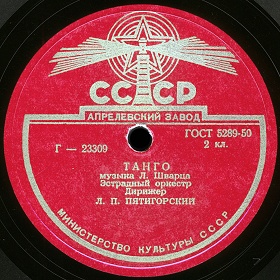 СССР
АПРЕЛЕВСКИЙ ЗАВОД
ГОСТ 5289-50
Г — 23309
2 кл.
ТАНГО
музыка Л. Шварца
Эстрадный оркестр
Дирижер
Л. П. ПЯТИГОРСКИЙ
МИНИСТЕРСТВО КУЛЬТУРЫ СССР